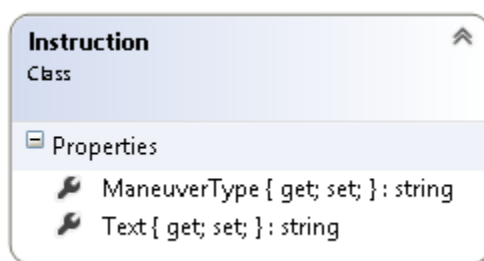 Instruction
Class
Properties
ManeuverType { get; set; } : string
Text { get; set; } : string